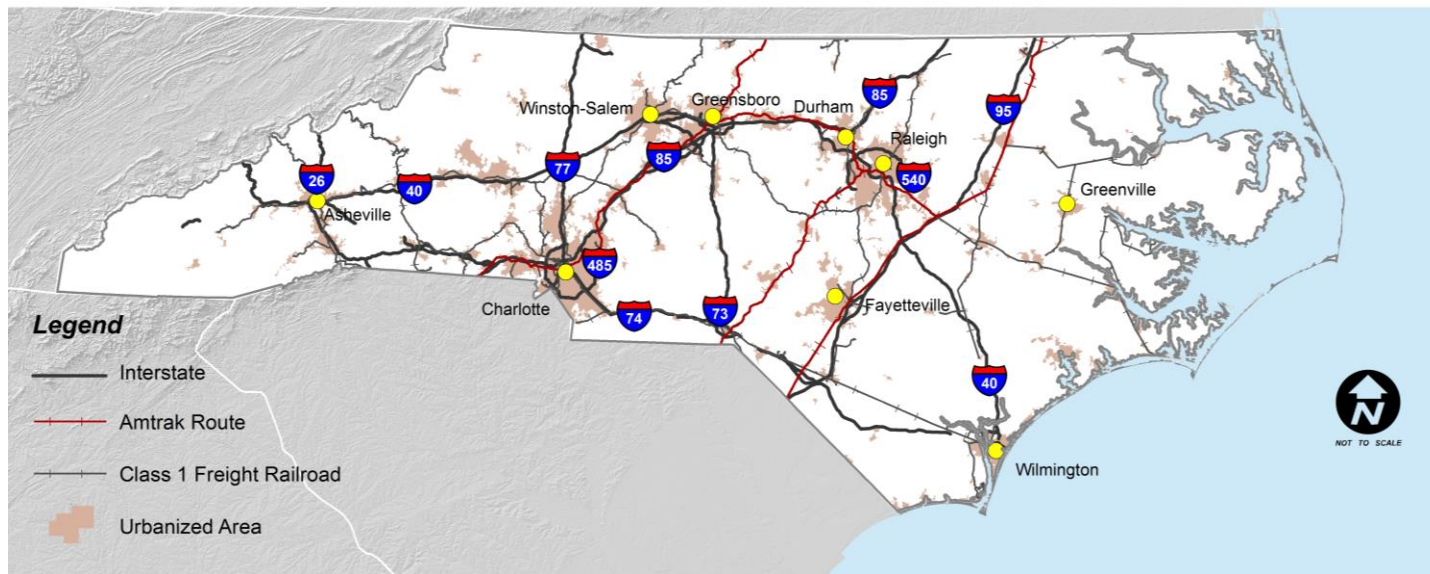 Winston-Salem
Greensboro
Durham
85
95
Raleigh
26
40
77
85
540
Greenville
Asheville
485
Charlotte
74
73
Fayetteville
40
Wilmington
Legend
Interstate
Amtrak Route
Class 1 Freight Railroad
Urbanized Area
N
NOT TO SCALE